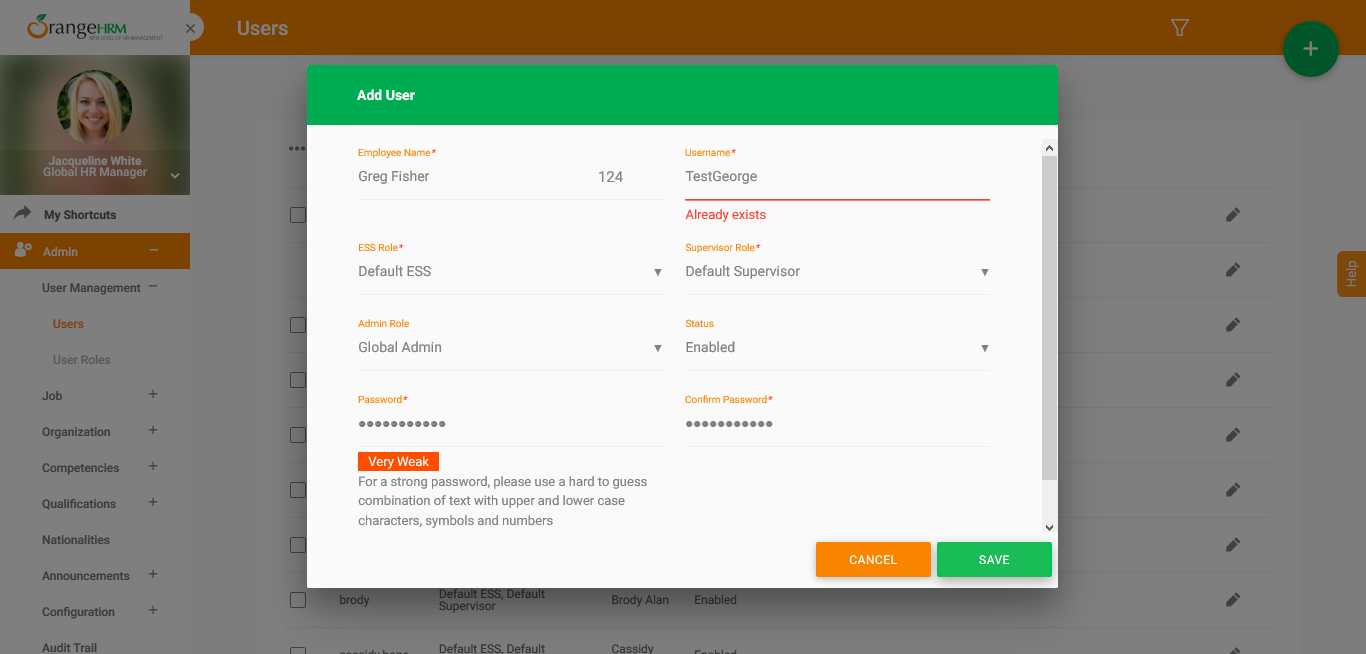 OrangeHRM
NEW LEVEL OF HR MANAGEMENT
Users
Jacqueline White
Global HR Manager
My Shortcuts
Admin
User Management
Users
User Roles
Job
Organization
Competencies
Qualifications
Nationalities
Announcements
Configuration
Audit Trail
Add User
Employee Name* Username*
Greg Fisher 124 TestGeorge
Already exists
ESS Role* Supervisor Role*
Default ESS Default Supervisor
Admin Role Status
Global Admin Enabled
Password* Confirm Password*
●●●●●●●●●●● ●●●●●●●●●●●
Very Weak
For a strong password, please use a hard to guess
combination of text with upper and lower case
characters, symbols and numbers
CANCEL SAVE
brody Default ESS, Default Supervisor Brody Alan Enabled
Default ESS, Default Cassidy Enabled
Help